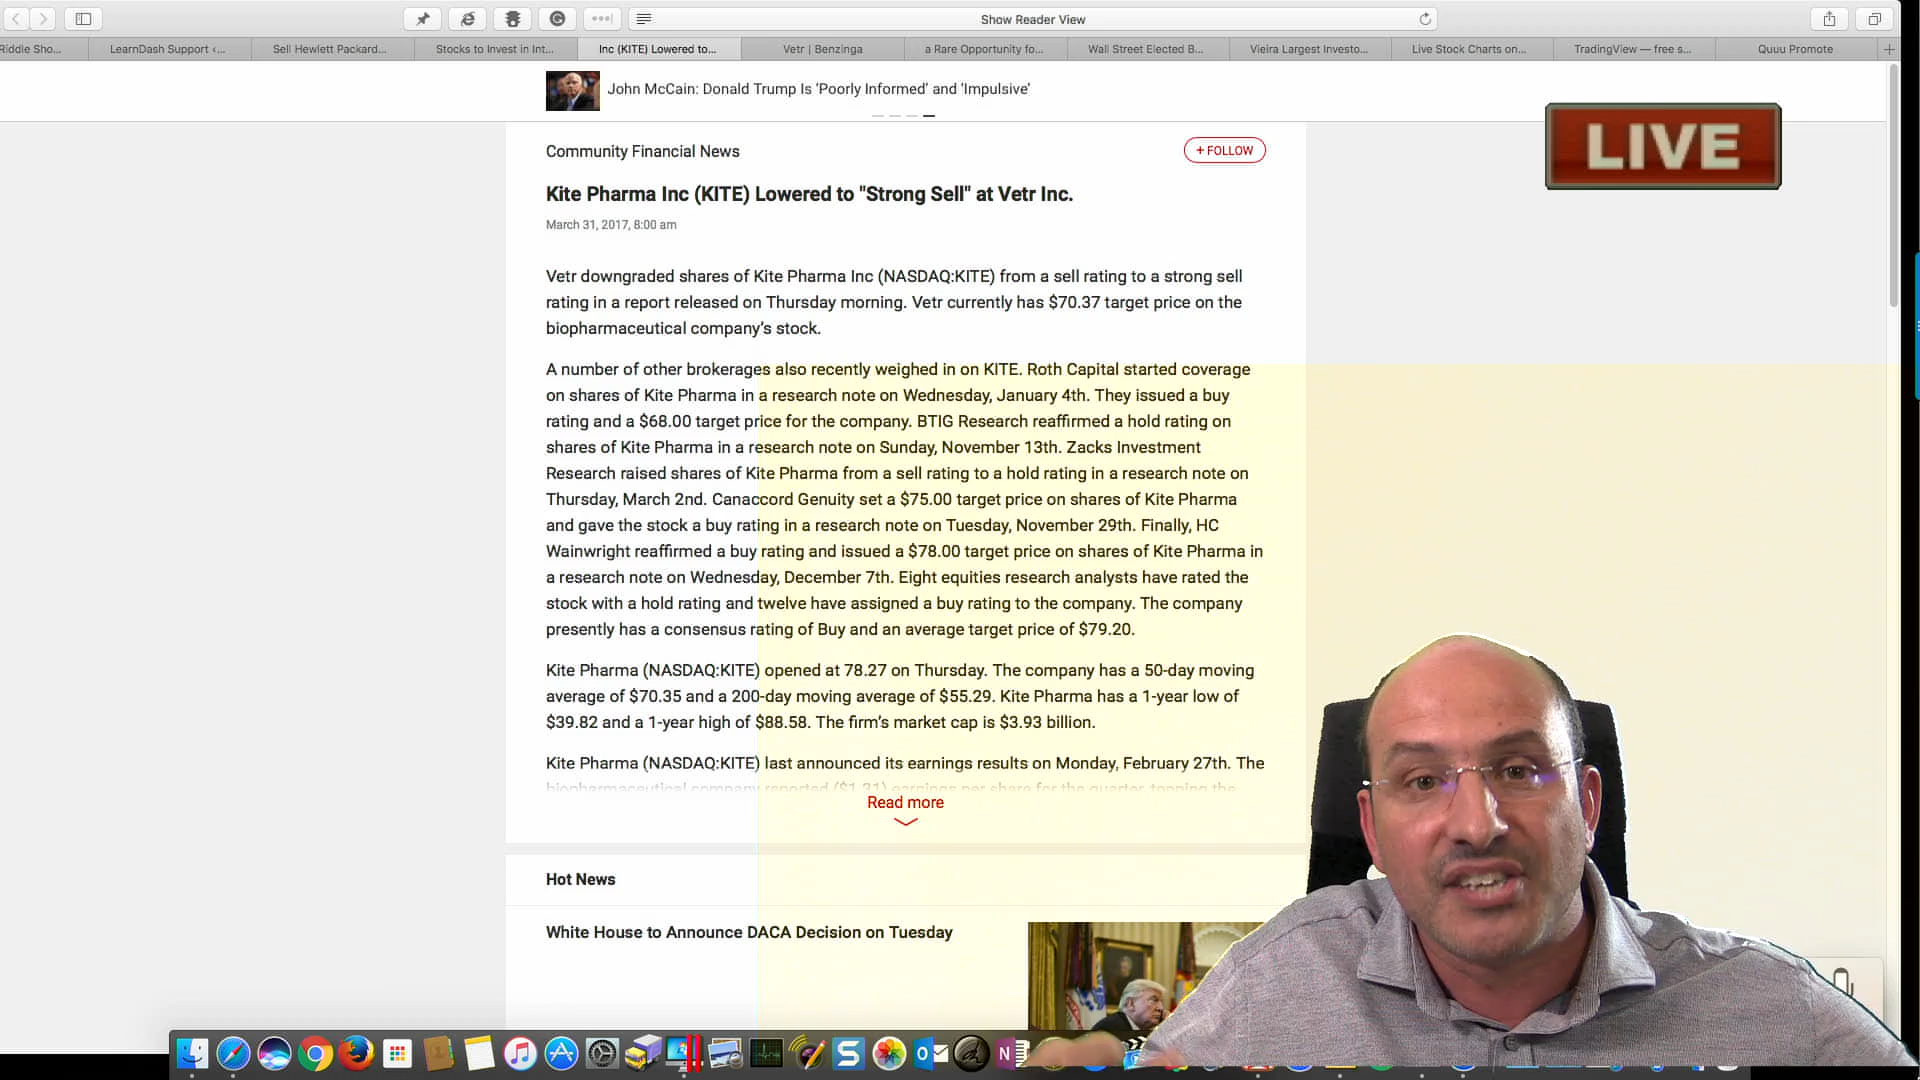 Show Reader View
Riddle Sho...
LearnDash Support ‹...
Sell Hewlett Packard...
Stocks to Invest in Int...
Inc (KITE) Lowered to...
Vetr | Benzinga
a Rare Opportunity fo...
Wall Street Elected B...
Vieira Largest Investo...
Live Stock Charts on...
TradingView — free s...
Quuu Promote
John McCain: Donald Trump Is ‘Poorly Informed’ and ‘Impulsive’
LIVE
Community Financial News
+ FOLLOW
Kite Pharma Inc (KITE) Lowered to "Strong Sell" at Vetr Inc.
March 31, 2017, 8:00 am
Vetr downgraded shares of Kite Pharma Inc (NASDAQ:KITE) from a sell rating to a strong sell
rating in a report released on Thursday morning. Vetr currently has $70.37 target price on the
biopharmaceutical company’s stock.
A number of other brokerages also recently weighed in on KITE. Roth Capital started coverage
on shares of Kite Pharma in a research note on Wednesday, January 4th. They issued a buy
rating and a $68.00 target price for the company. BTIG Research reaffirmed a hold rating on
shares of Kite Pharma in a research note on Sunday, November 13th. Zacks Investment
Research raised shares of Kite Pharma from a sell rating to a hold rating in a research note on
Thursday, March 2nd. Canaccord Genuity set a $75.00 target price on shares of Kite Pharma
and gave the stock a buy rating in a research note on Tuesday, November 29th. Finally, HC
Wainwright reaffirmed a buy rating and issued a $78.00 target price on shares of Kite Pharma in
a research note on Wednesday, December 7th. Eight equities research analysts have rated the
stock with a hold rating and twelve have assigned a buy rating to the company. The company
presently has a consensus rating of Buy and an average target price of $79.20.
Kite Pharma (NASDAQ:KITE) opened at 78.27 on Thursday. The company has a 50-day moving
average of $70.35 and a 200-day moving average of $55.29. Kite Pharma has a 1-year low of
$39.82 and a 1-year high of $88.58. The firm’s market cap is $3.93 billion.
Kite Pharma (NASDAQ:KITE) last announced its earnings results on Monday, February 27th. The
biopharmaceutical company reported ($1.31) earnings per share for the quarter, topping the
Read more
Hot News
White House to Announce DACA Decision on Tuesday